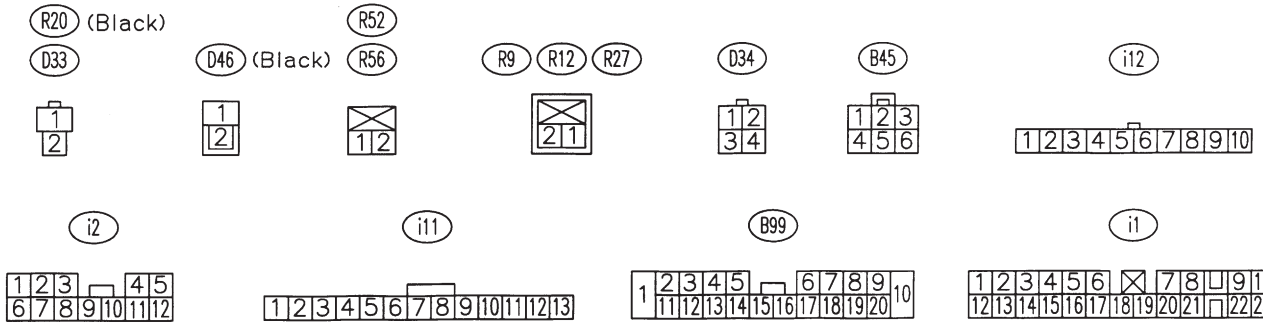 R20 (Black) R52
D33 D46 (Black) R56 R9 R12 R27 D34 B45 i12
1 1 1 2 1 2 3
2 2 1 2 2 1 3 4 4 5 6 1 2 3 4 5 6 7 8 9 10
i2 i11 B99 i1
1 2 3 4 5 1 2 3 4 5 6 7 8 9 10 1 2 3 4 5 6 7 8 9
6 7 8 9 10 11 12 1 2 3 4 5 6 7 8 9 10 11 12 13 11 12 13 14 15 16 17 18 19 20 12 13 14 15 16 17 18 19 20 21 22